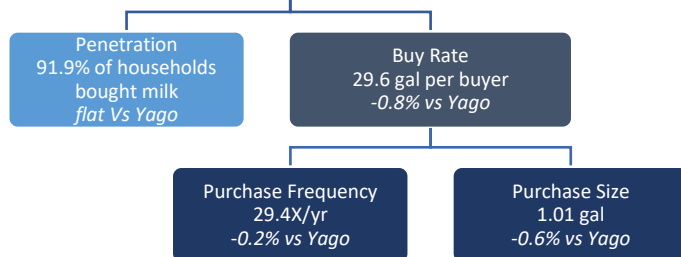 Penetration
91.9% of households
bought milk
flat Vs Yago
Buy Rate
29.6 gal per buyer
-0.8% vs Yago
Purchase Frequency
29.4X/yr
-0.2% vs Yago
Purchase Size
1.01 gal
-0.6% vs Yago